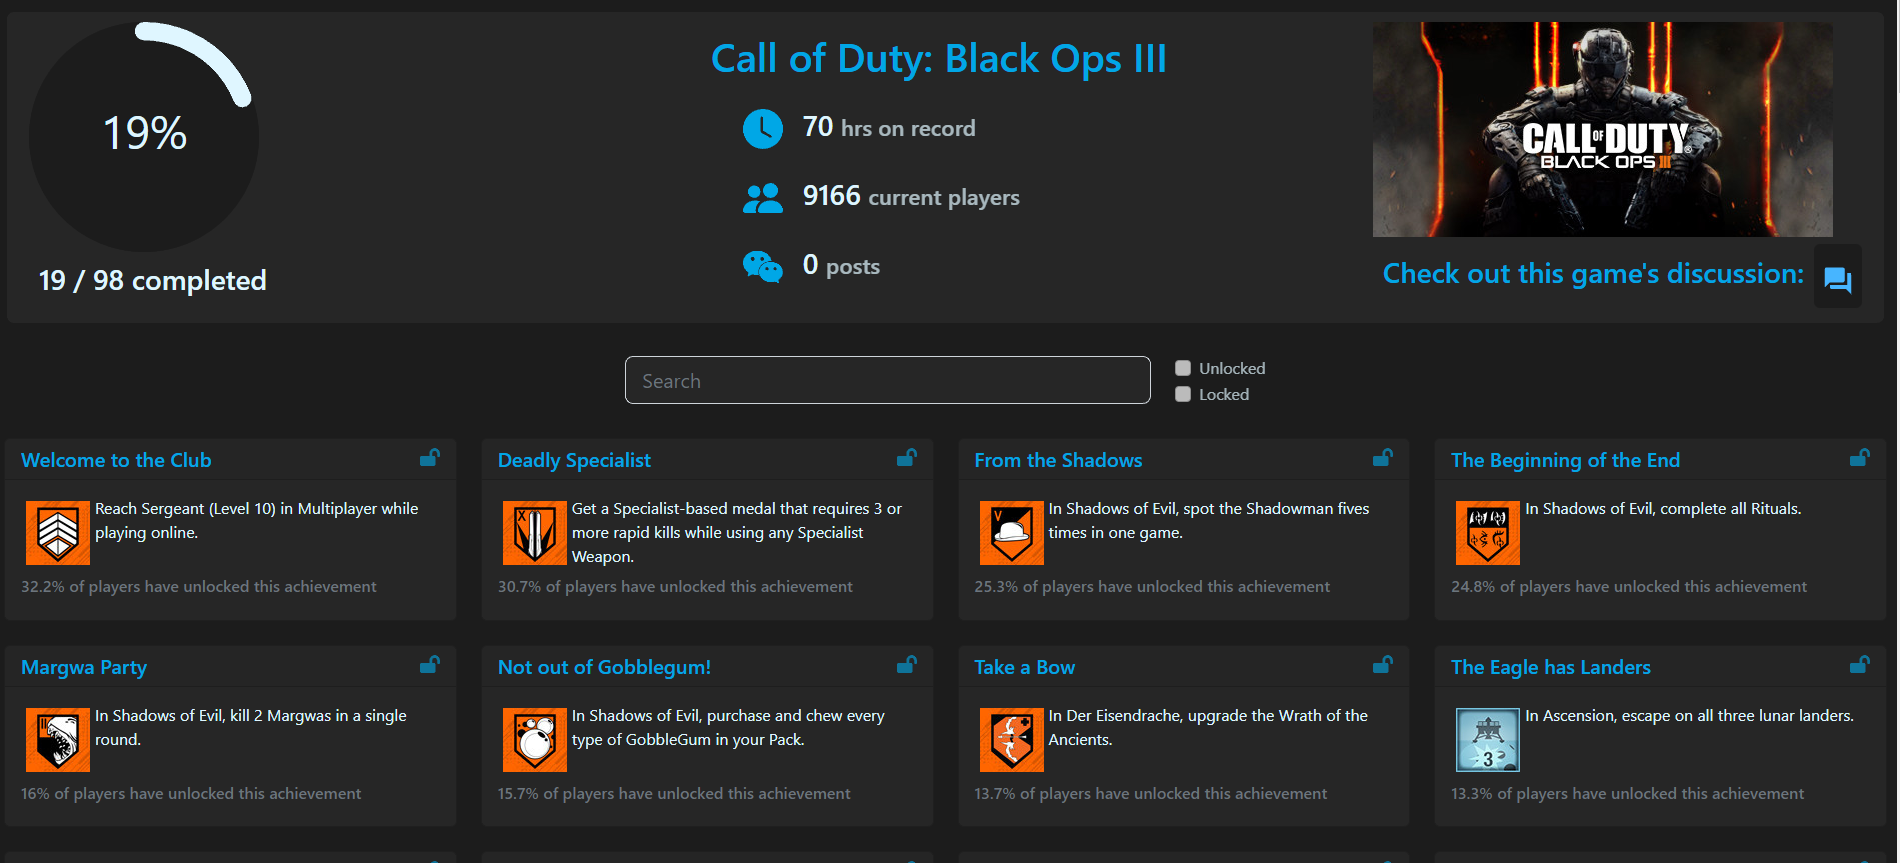 19%
19 / 98 completed
Call of Duty: Black Ops III
70 hrs on record
9166 current players
0 posts
CALL OF DUTY®
BLACK OPS III
Check out this game's discussion:
Search
Unlocked
Locked
Welcome to the Club
Reach Sergeant (Level 10) in Multiplayer while
playing online.
32.2% of players have unlocked this achievement
Deadly Specialist
X
Get a Specialist-based medal that requires 3 or
more rapid kills while using any Specialist
Weapon.
30.7% of players have unlocked this achievement
From the Shadows
V
In Shadows of Evil, spot the Shadowman fives
times in one game.
25.3% of players have unlocked this achievement
The Beginning of the End
In Shadows of Evil, complete all Rituals.
24.8% of players have unlocked this achievement
Margwa Party
In Shadows of Evil, kill 2 Margwas in a single
round.
16% of players have unlocked this achievement
Not out of Gobblegum!
In Shadows of Evil, purchase and chew every
type of GobbleGum in your Pack.
15.7% of players have unlocked this achievement
Take a Bow
In Der Eisendrache, upgrade the Wrath of the
Ancients.
13.7% of players have unlocked this achievement
The Eagle has Landers
3
In Ascension, escape on all three lunar landers.
13.3% of players have unlocked this achievement